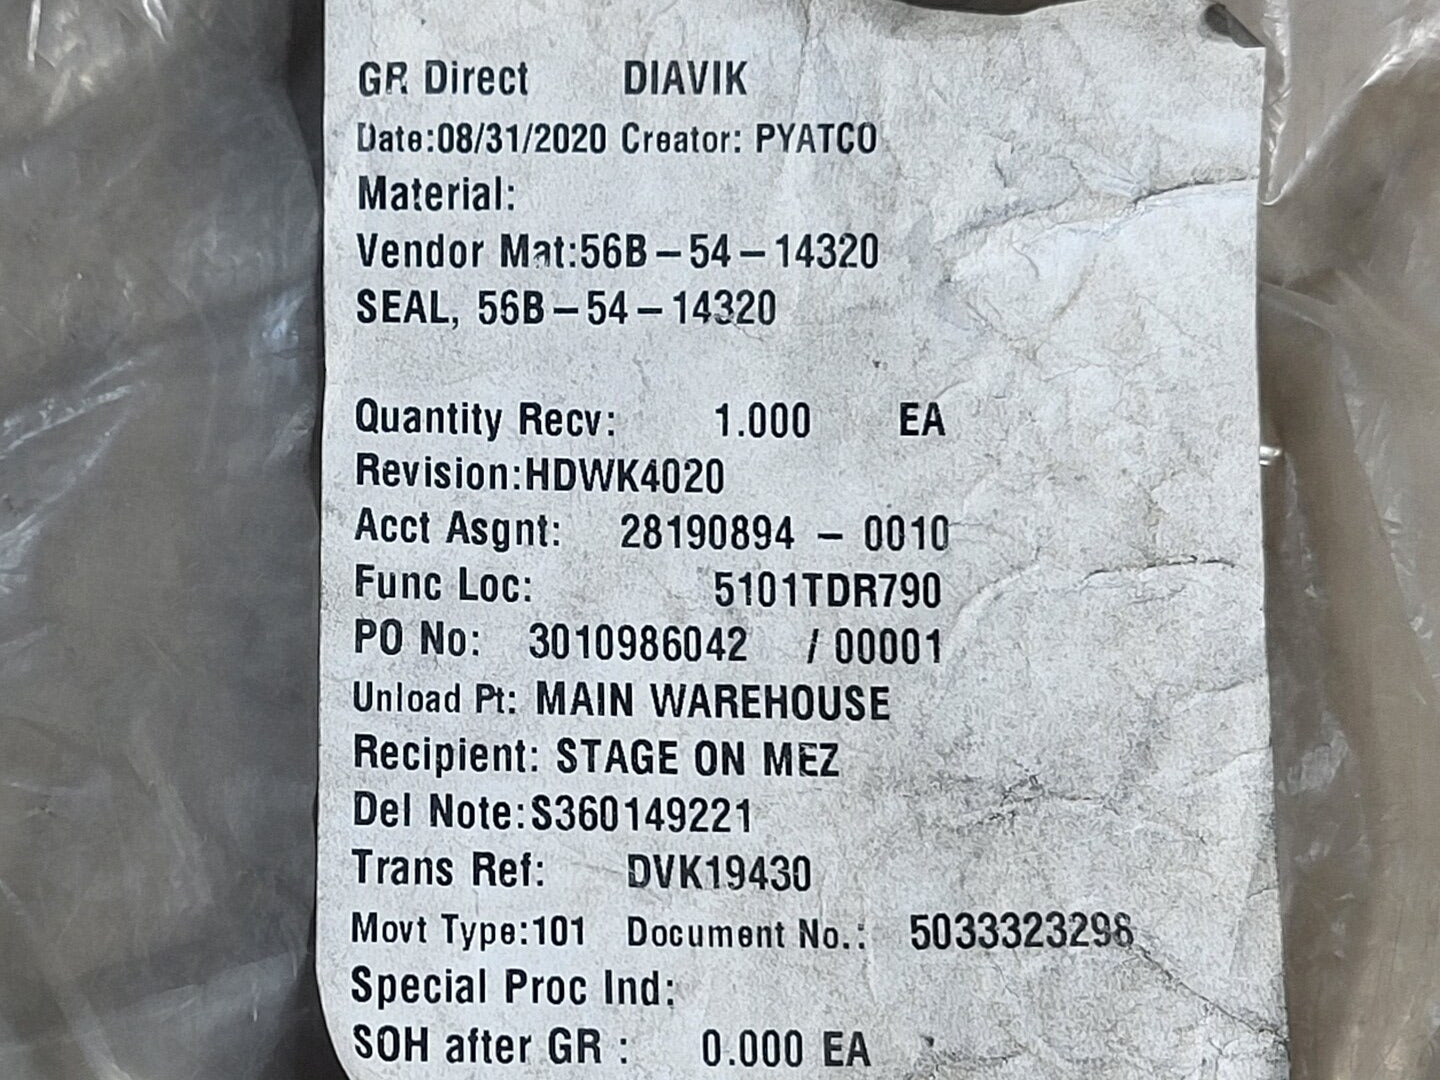 GR Direct DIAVIK
Date:08/31/2020 Creator: PYATCO
Material:
Vendor Mat:56B-54-14320
SEAL, 56B-54-14320
Quantity Recv: 1.000 EA
Revision:HDWK4020
Acct Asgnt: 28190894 - 0010
Func Loc: 5101TDR790
PO No: 3010986042 / 00001
Unload Pt: MAIN WAREHOUSE
Recipient: STAGE ON MEZ
Del Note:S360149221
Trans Ref: DVK19430
Movt Type:101 Document No.: 5033323296
Special Proc Ind:
SOH after GR : 0.000 EA